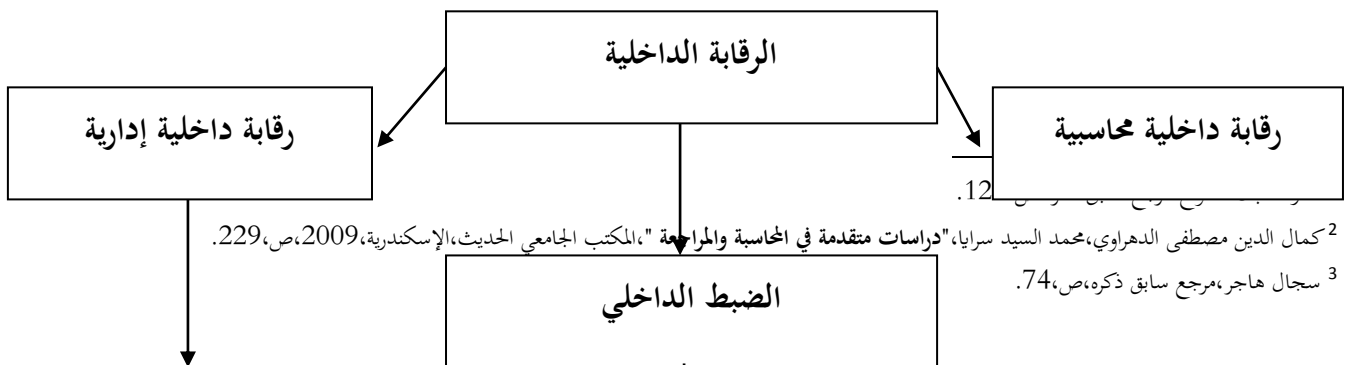 الرقابة الداخلية
رقابة داخلية محاسبية
رقابة داخلية إدارية
12.
2 كمال الدين مصطفى الدهراوي،محمد السيد سرايا،"دراسات متقدمة في المحاسبة والمراجعة "،المكتب الجامعي الحديث،الإسكندرية،2009،ص،229.
3 سجال هاجر،مرجع سابق ذكره،ص،74.
الضبط الداخلي